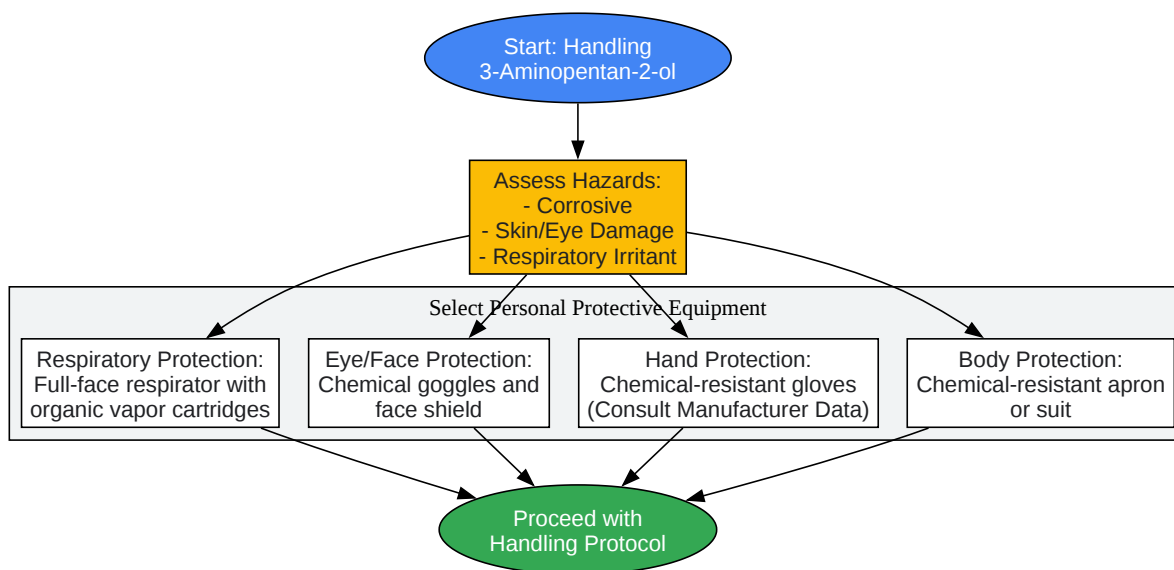 Start: Handling
3-Aminopentan-2-ol
Assess Hazards:
- Corrosive
- Skin/Eye Damage
- Respiratory Irritant
Select Personal Protective Equipment
Respiratory Protection:
Full-face respirator with
organic vapor cartridges
Eye/Face Protection:
Chemical goggles and
face shield
Hand Protection:
Chemical-resistant gloves
(Consult Manufacturer Data)
Body Protection:
Chemical-resistant apron
or suit
Proceed with
Handling Protocol